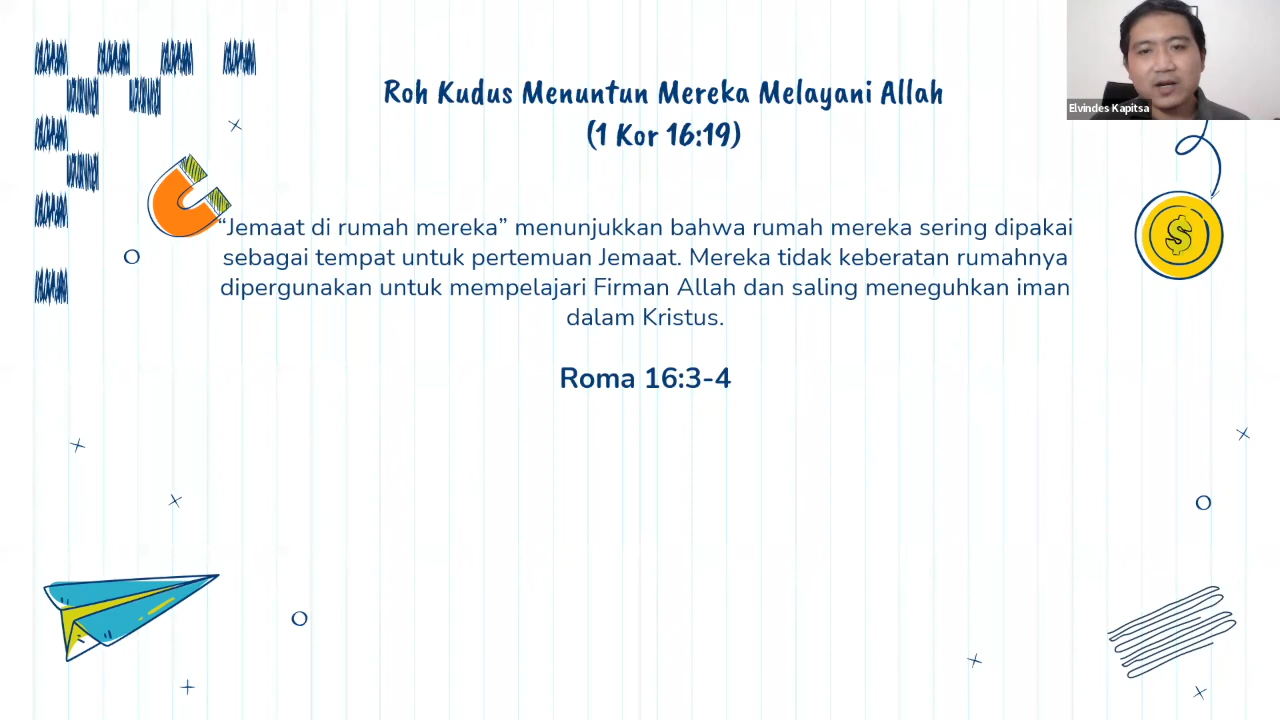 Roh Kudus Menuntun Mereka Melayani Allah
(1 Kor 16:19)
Elvindes Kapitsa
“Jemaat di rumah mereka” menunjukkan bahwa rumah mereka sering dipakai
sebagai tempat untuk pertemuan Jemaat. Mereka tidak keberatan rumahnya
dipergunakan untuk mempelajari Firman Allah dan saling meneguhkan iman
dalam Kristus.
Roma 16:3-4